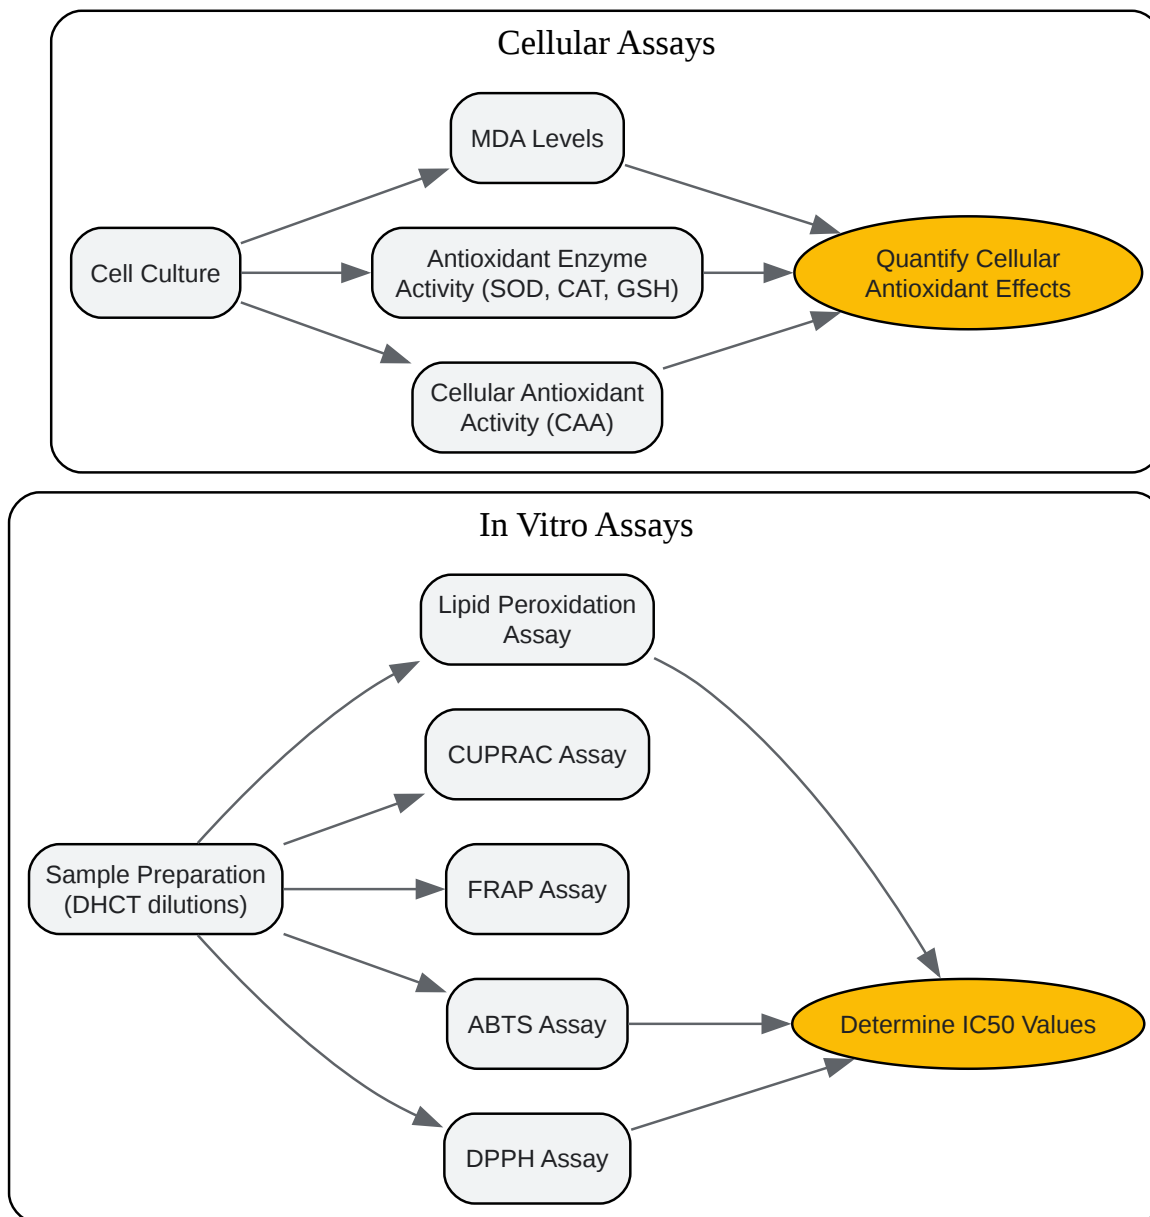 Cellular Assays
MDA Levels
Cell Culture
Antioxidant Enzyme
Activity (SOD, CAT, GSH)
Quantify Cellular
Antioxidant Effects
Cellular Antioxidant
Activity (CAA)
In Vitro Assays
Lipid Peroxidation
Assay
CUPRAC Assay
Sample Preparation
(DHCT dilutions)
FRAP Assay
ABTS Assay
Determine IC50 Values
DPPH Assay